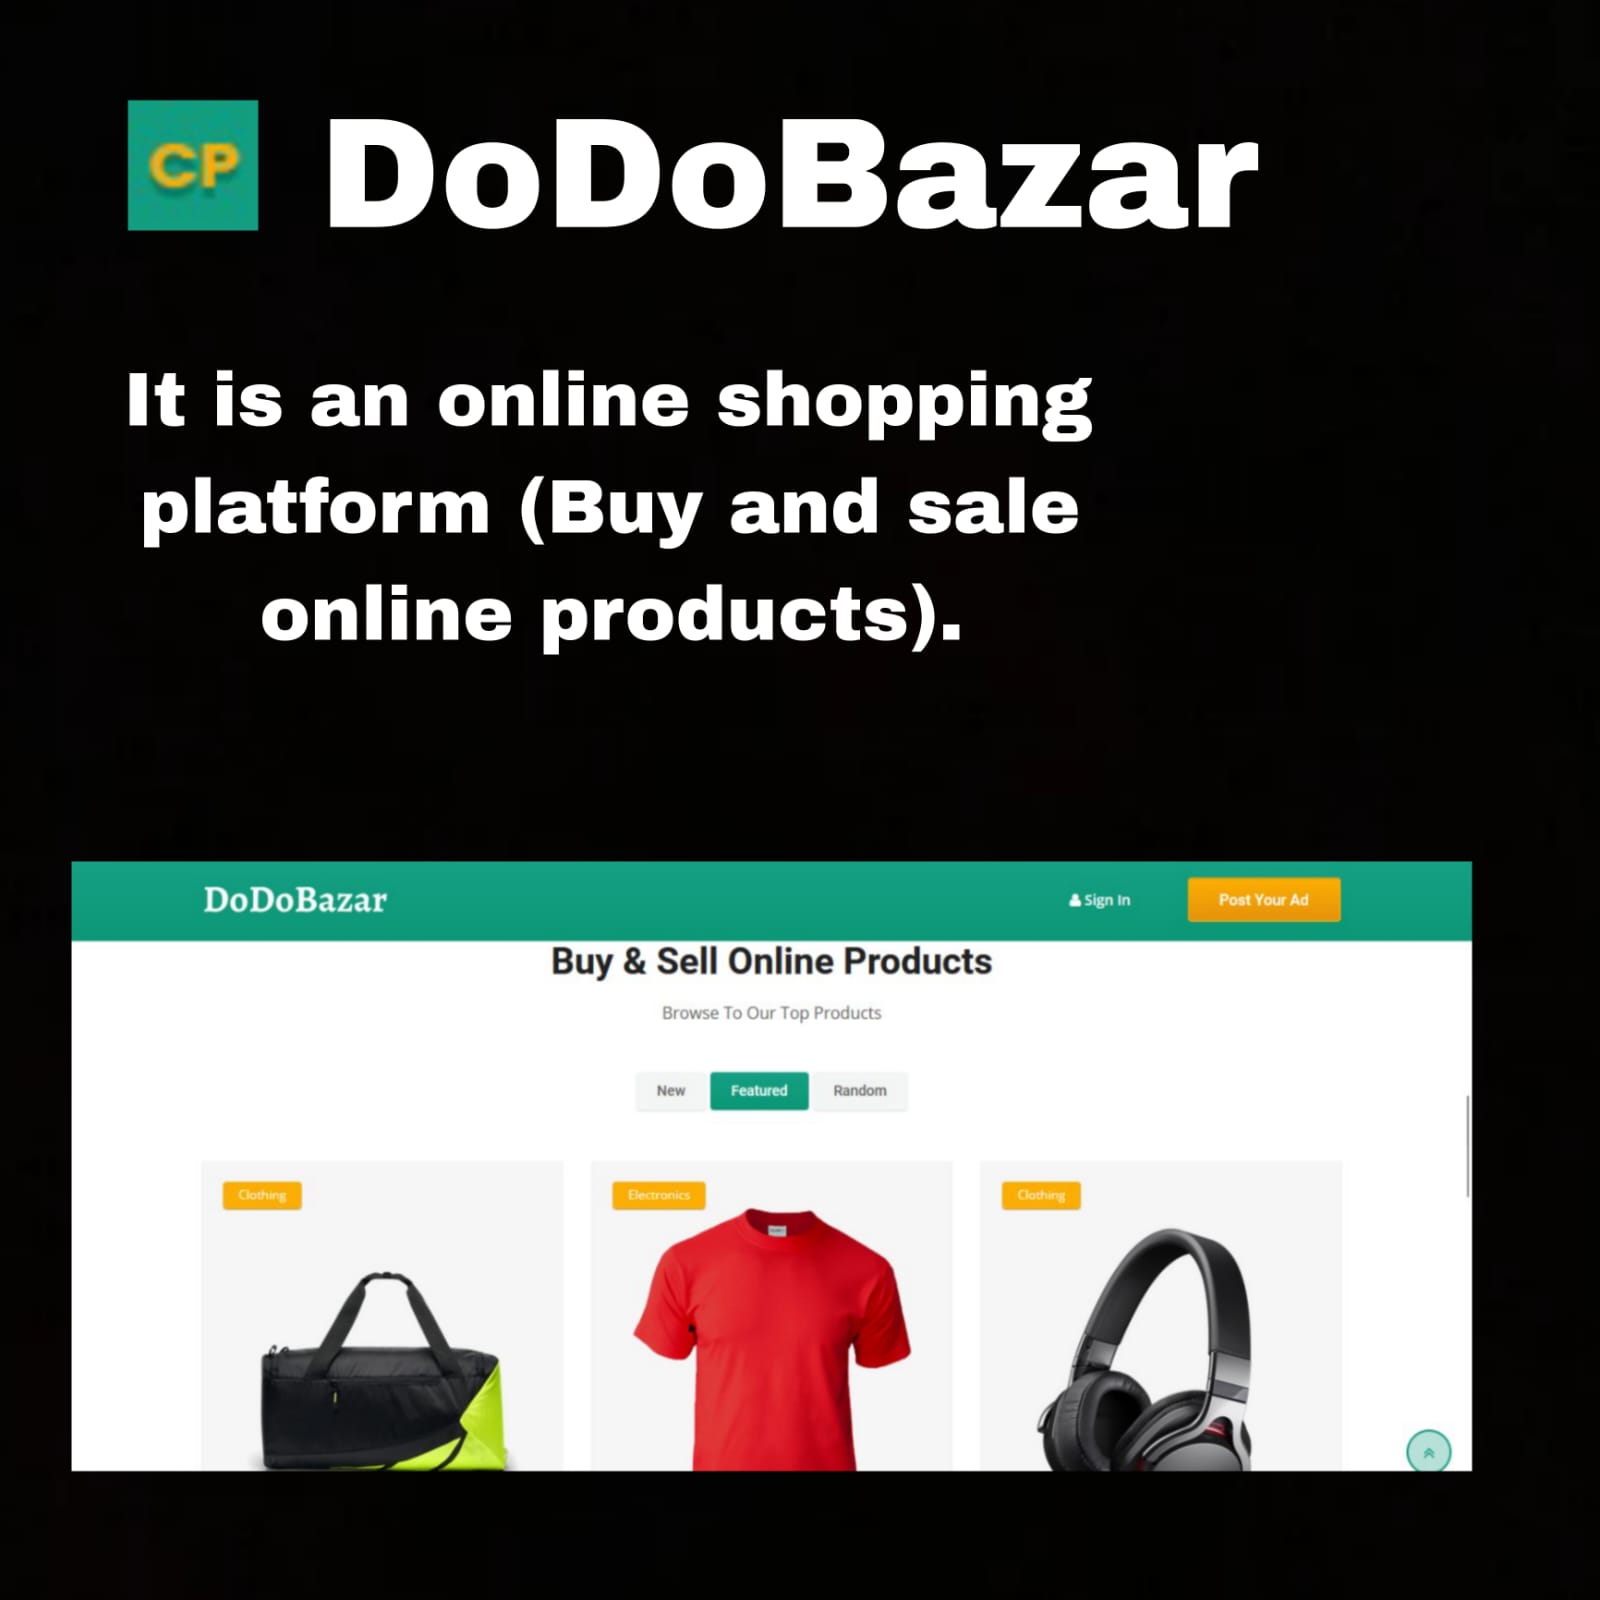 CP
DoDoBazar
It is an online shopping
platform (Buy and sale
online products).
DoDoBazar
Sign In
Post Your Ad
Buy & Sell Online Products
Browse To Our Top Products
New
Featured
Random
Clothing
Electronics
Clothing